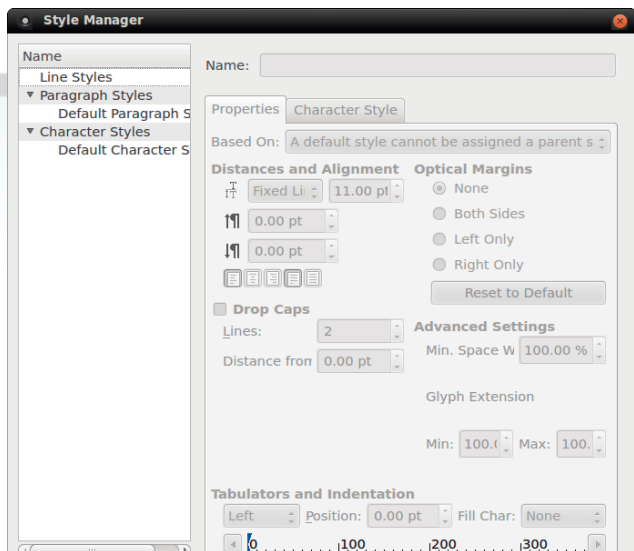 Style Manager
Name
Line Styles
Paragraph Styles
Default Paragraph S
Character Styles
Default Character S
Name:
Properties
Character Style
Based On: A default style cannot be assigned a parent s
Distances and Alignment
Fixed Li
11.00 pt
0.00 pt
0.00 pt
Optical Margins
None
Both Sides
Left Only
Right Only
Reset to Default
Drop Caps
Lines: 2
Distance from 0.00 pt
Advanced Settings
Min. Space W 100.00 %
Glyph Extension
Min: 100.( Max: 100.
Tabulators and Indentation
Left Position: 0.00 pt Fill Char: None
0 100 200 300